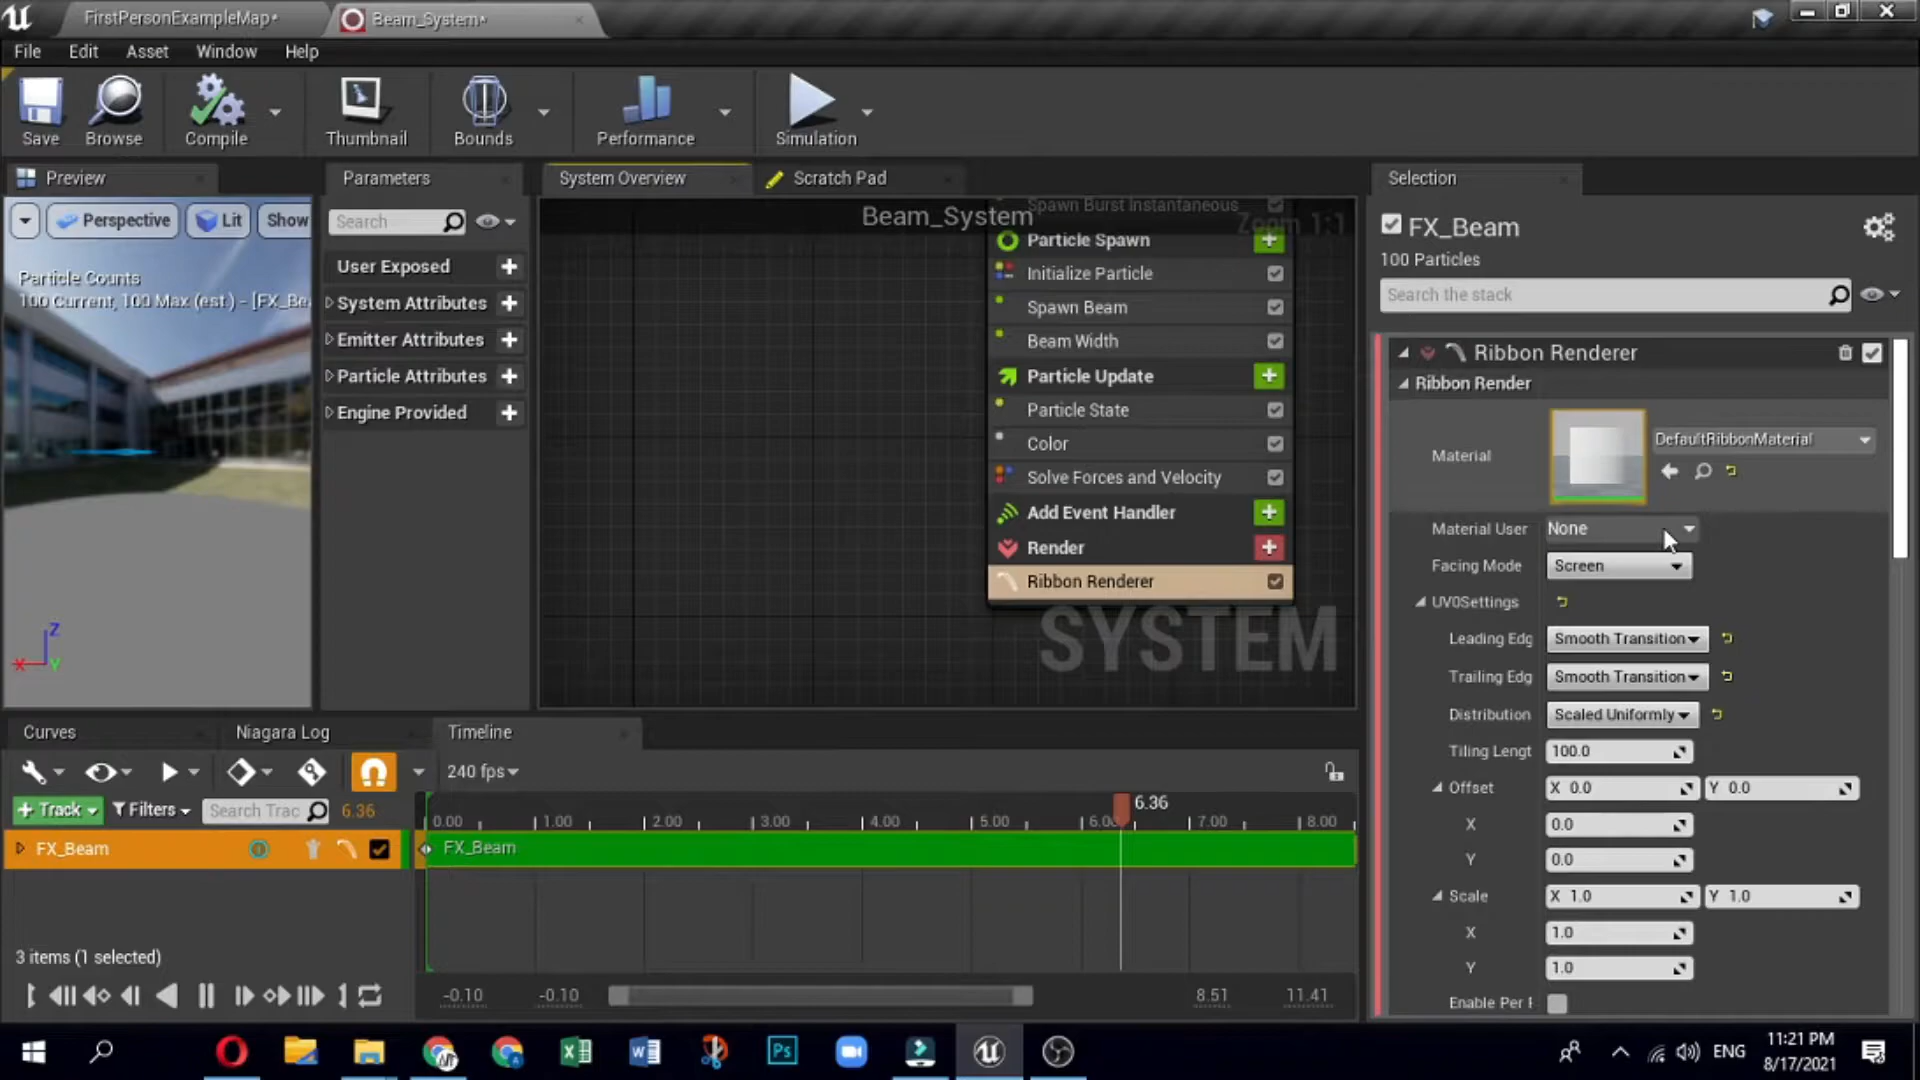 FirstPersonExampleMap•
Beam_System•
File
Edit
Asset
Window
Help
Save
Browse
Compile
Thumbnail
Bounds
Performance
Simulation
Preview
Parameters
System Overview
Scratch Pad
Selection
Perspective
Lit
Show
Search
Particle Counts
100 Current, 100 Max (est.) - [FX_Be
User Exposed
System Attributes
Emitter Attributes
Particle Attributes
Engine Provided
Beam_System
Zoom 1:1
Spawn Burst Instantaneous
Particle Spawn
Initialize Particle
Spawn Beam
Beam Width
Particle Update
Particle State
Color
Solve Forces and Velocity
Add Event Handler
Render
Ribbon Renderer
SYSTEM
FX_Beam
100 Particles
Search the stack
Ribbon Renderer
Ribbon Render
Material
DefaultRibbonMaterial
Material User
None
Facing Mode
Screen
UV0Settings
Leading Edg
Smooth Transition
Trailing Edg
Smooth Transition
Distribution
Scaled Uniformly
Tiling Lengt
100.0
Offset
X 0.0
Y 0.0
X
0.0
Y
0.0
Scale
X 1.0
Y 1.0
X
1.0
Y
1.0
Enable Per
Curves
Niagara Log
Timeline
240 fps
+ Track
Filters
Search Trac
6.36
6.36
0.00
1.00
2.00
3.00
4.00
5.00
6.00
7.00
8.00
FX_Beam
FX_Beam
3 items (1 selected)
-0.10
-0.10
8.51
11.41
Z
X
Y
Ps
ENG
11:21 PM
8/17/2021